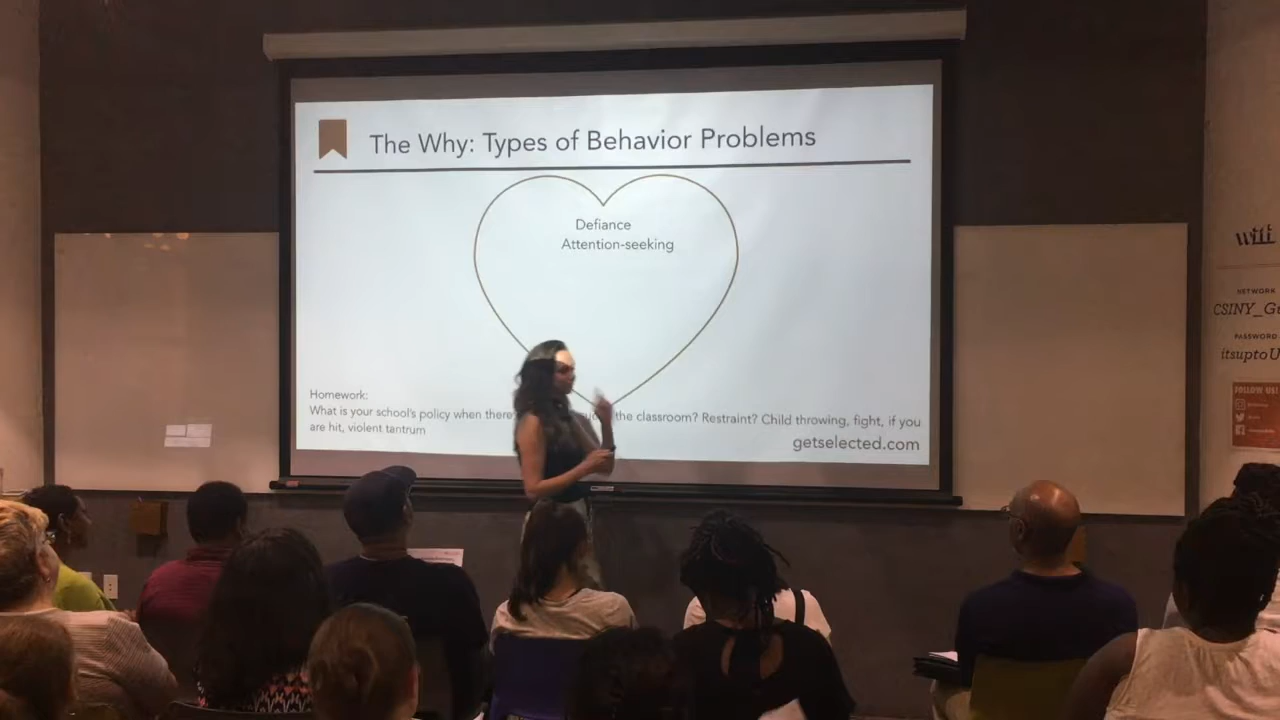 The Why: Types of Behavior Problems
Defiance
Attention-seeking
Homework:
What is your school's policy when there the classroom? Restraint? Child throwing, fight, if you
are hit, violent tantrum
getselected.com
NETWORK
CSINY_G
PASSWORD
itsuptoU
FOLLOW US!